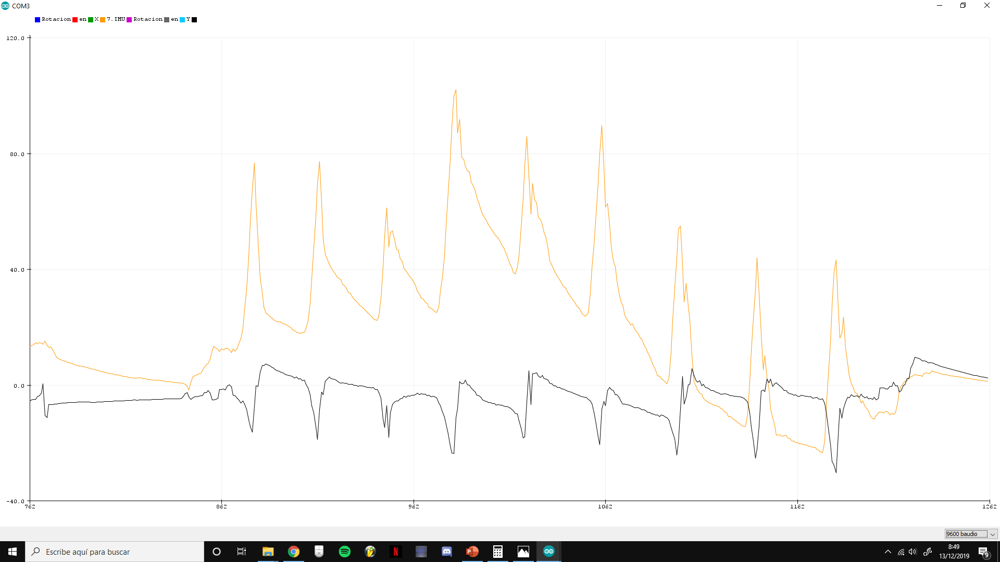 COM3
Rotacion en X 7.IMU Rotacion en Y
120.0
80.0
40.0
0.0
-40.0
762 862 962 1062 1162 1262
9600 baudio
Escribe aquí para buscar
8:49
13/12/2019
9